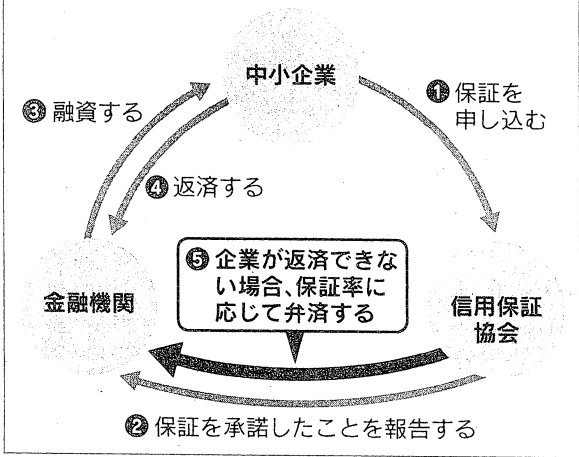 中小企業
❶ 保証を
申し込む
❸ 融資する
❹ 返済する
❺ 企業が返済できな
い場合、保証率に
応じて弁済する
金融機関
信用保証
協会
❷ 保証を承諾したことを報告する